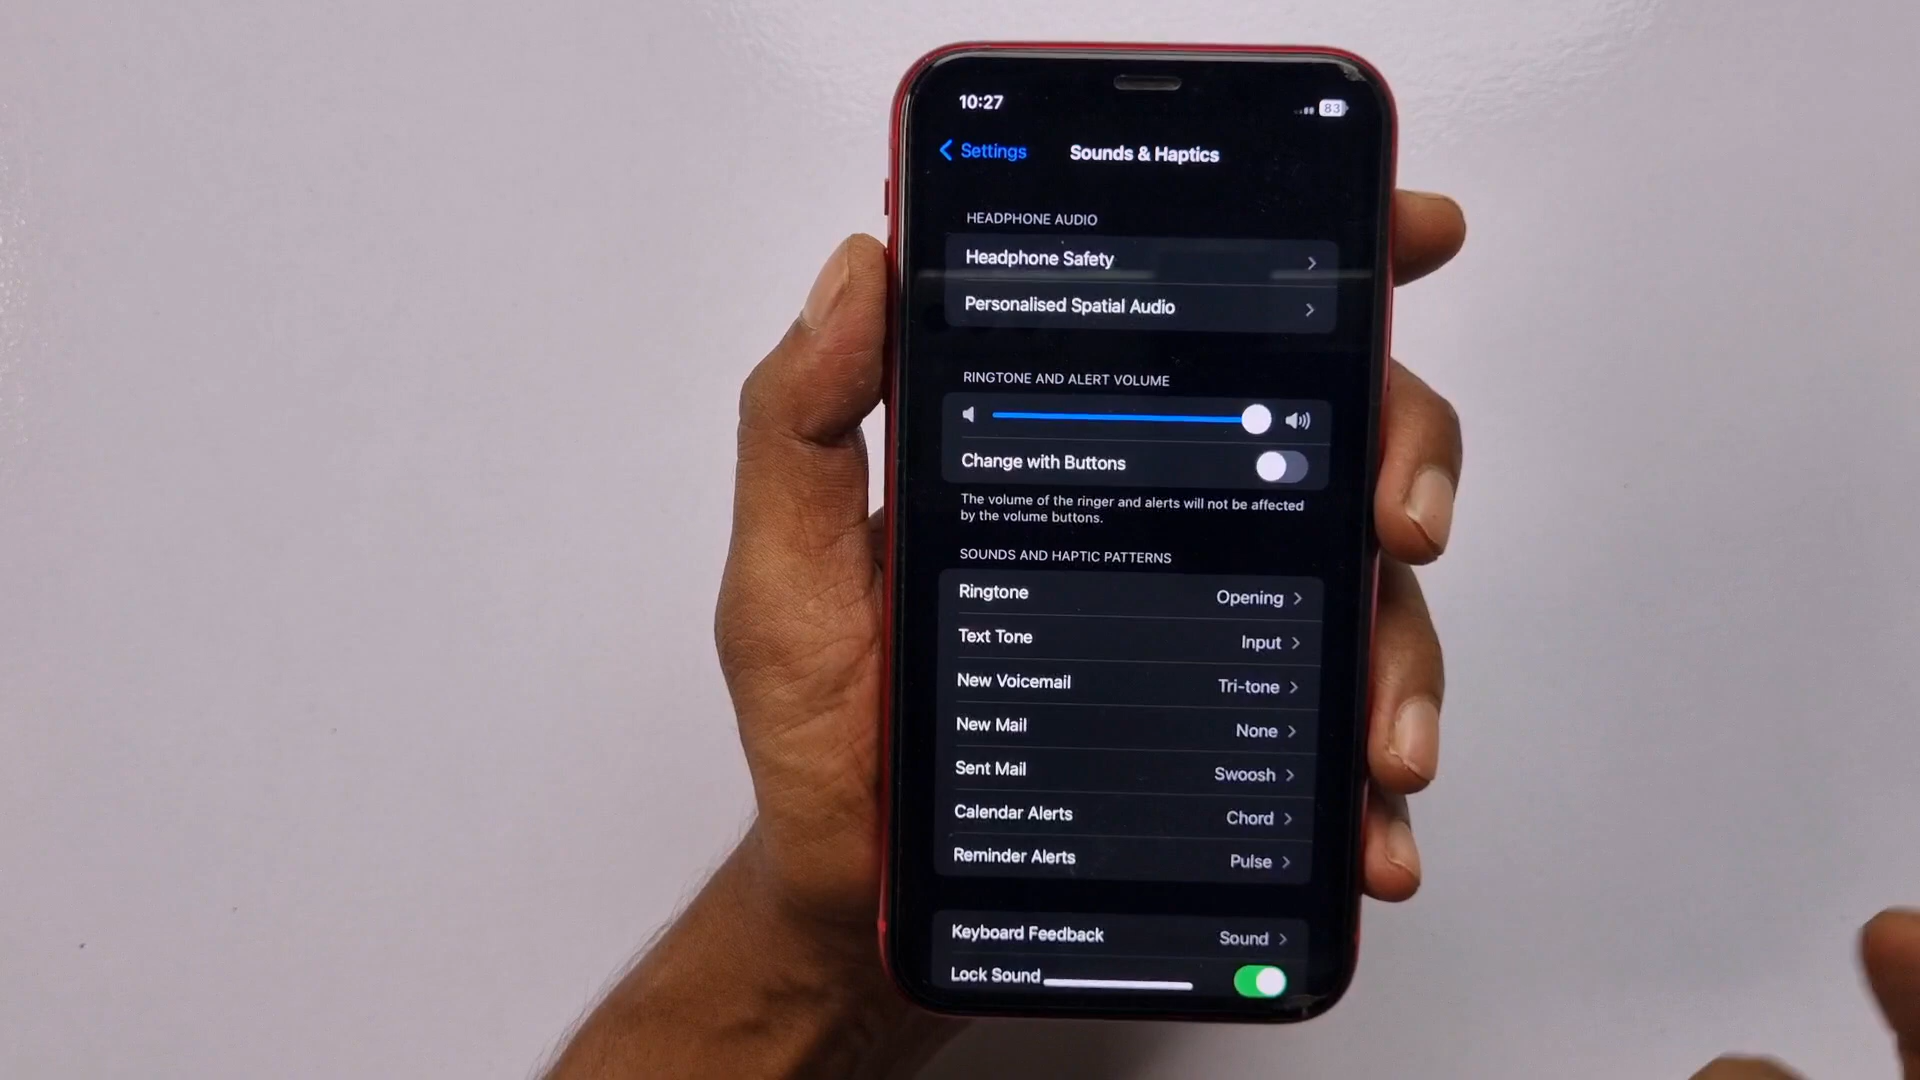 10:27
83
Settings
Sounds & Haptics
HEADPHONE AUDIO
Headphone Safety
Personalised Spatial Audio
RINGTONE AND ALERT VOLUME
Change with Buttons
The volume of the ringer and alerts will not be affected
by the volume buttons.
SOUNDS AND HAPTIC PATTERNS
Ringtone Opening
Text Tone Input
New Voicemail Tri-tone
New Mail None
Sent Mail Swoosh
Calendar Alerts Chord
Reminder Alerts Pulse
Keyboard Feedback Sound
Lock Sound